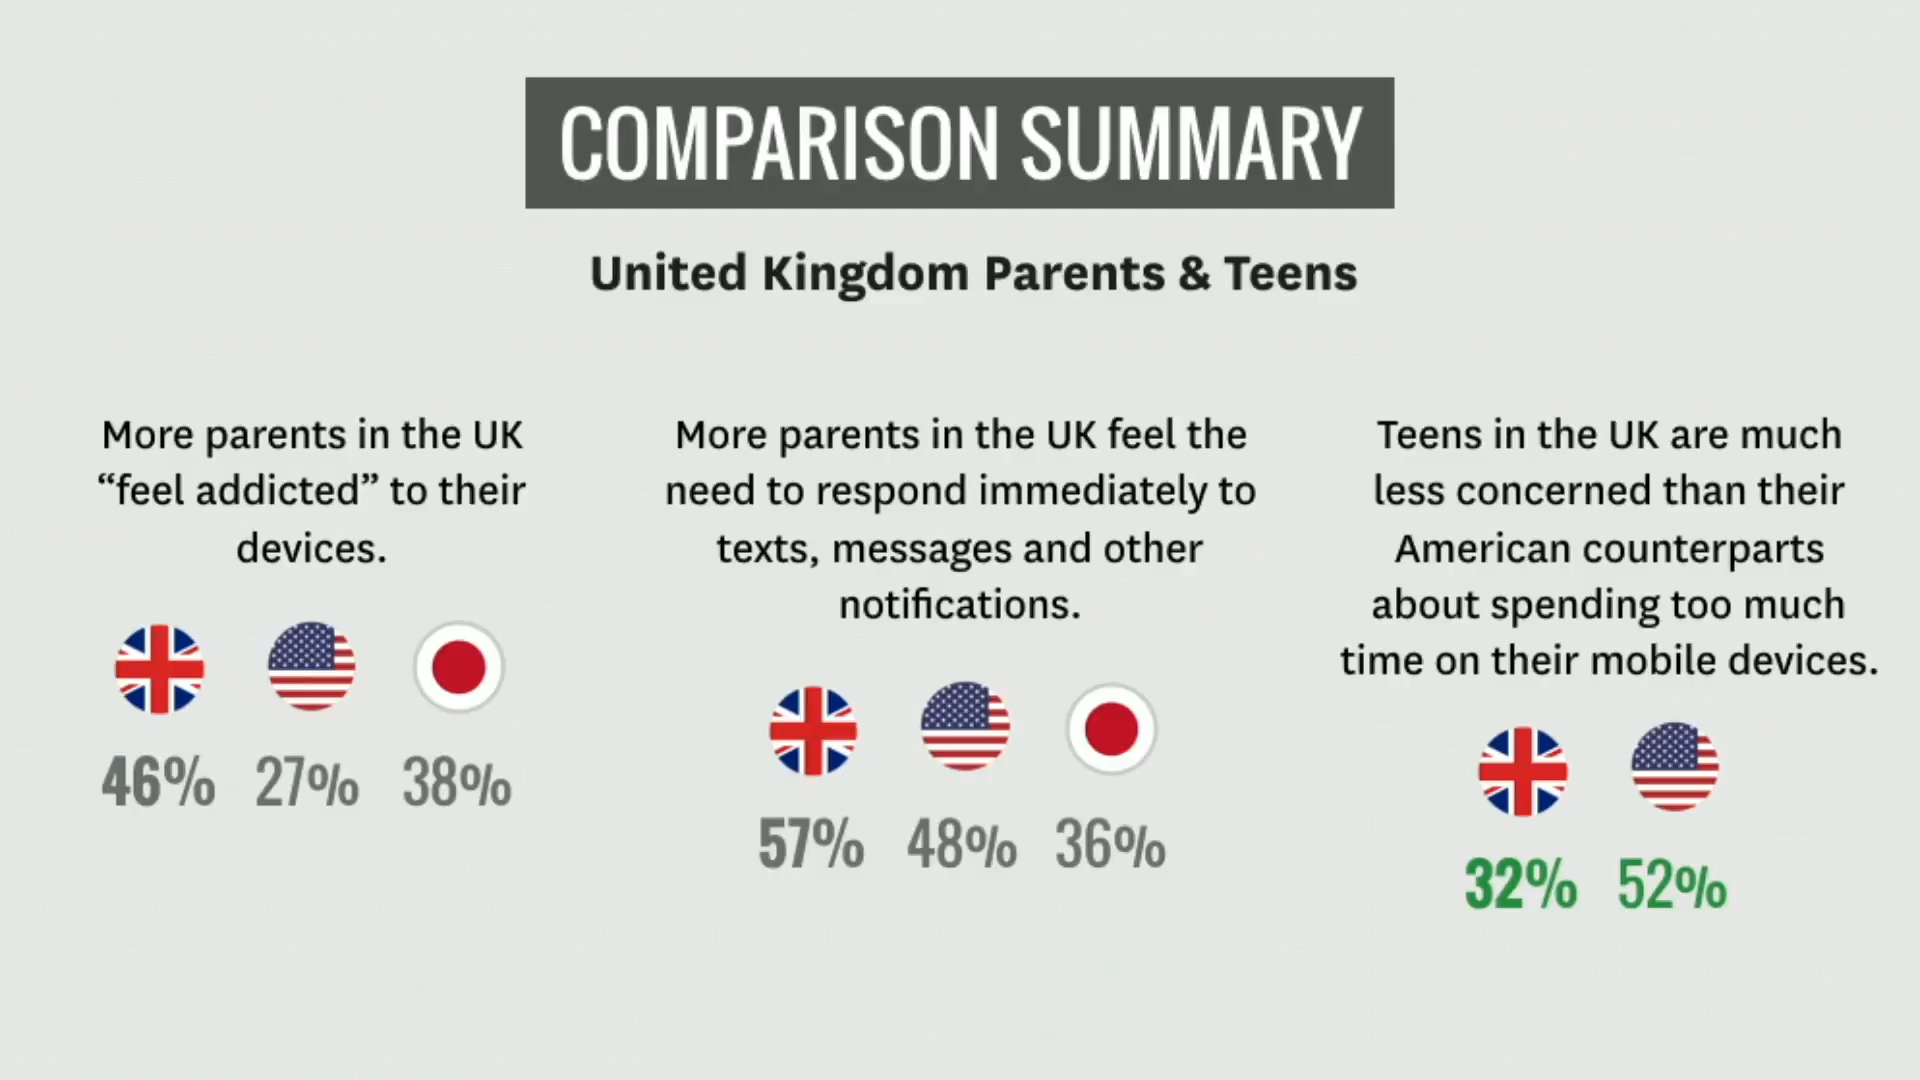 COMPARISON SUMMARY
United Kingdom Parents & Teens
More parents in the UK
“feel addicted” to their
devices.
46% 27% 38%
More parents in the UK feel the
need to respond immediately to
texts, messages and other
notifications.
57% 48% 36%
Teens in the UK are much
less concerned than their
American counterparts
about spending too much
time on their mobile devices.
32% 52%